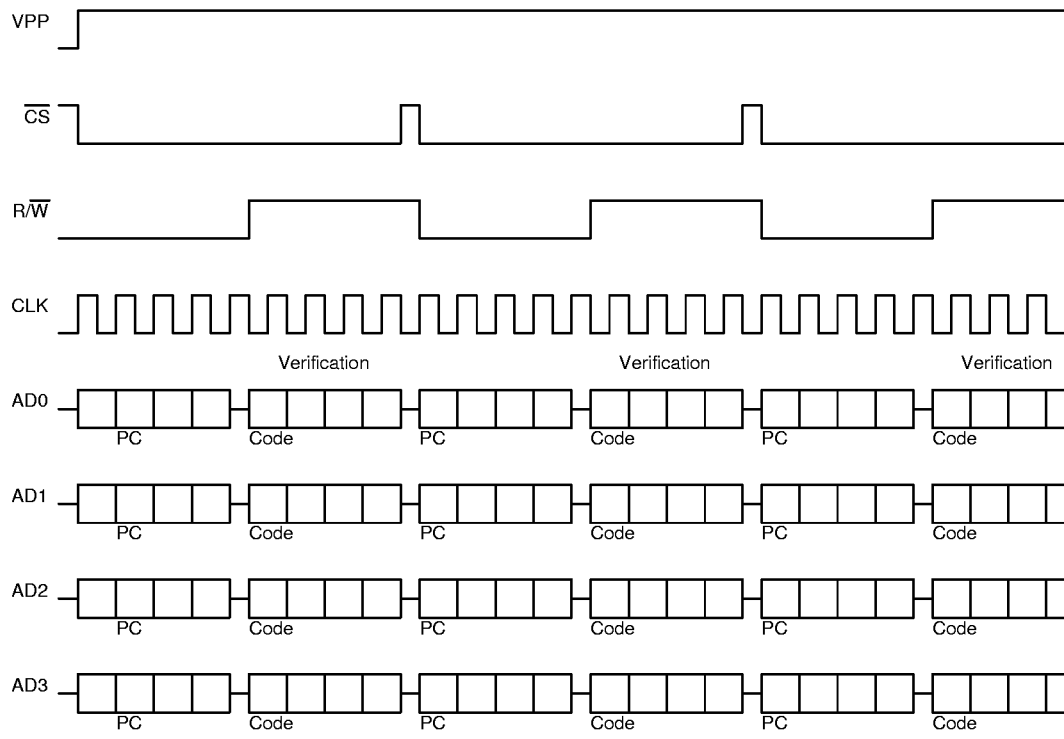 VPP
C̅S̅
R/W̅
CLK
Verification Verification Verification
AD0
PC Code PC Code PC Code
AD1
PC Code PC Code PC Code
AD2
PC Code PC Code PC Code
AD3
PC Code PC Code PC Code